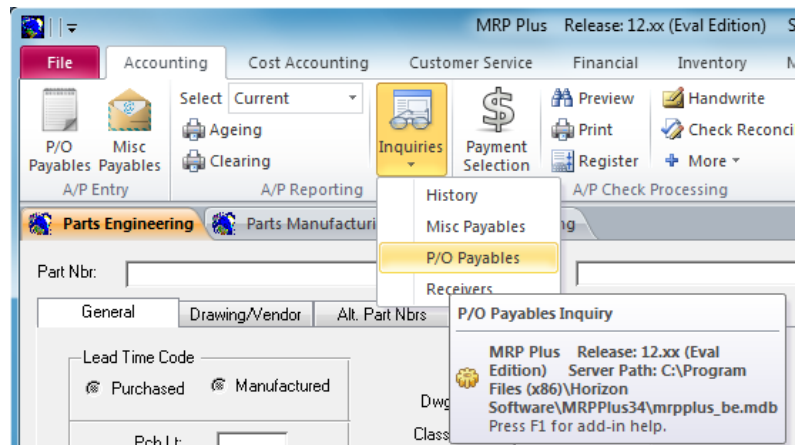 MRP Plus Release: 12.xx (Eval Edition) S
File Accounting Cost Accounting Customer Service Financial Inventory M
Select Current Preview Handwrite
Ageing Print Check Reconci
P/O Payables Misc Payables Clearing Inquiries Payment Selection Register More
A/P Entry A/P Reporting A/P Check Processing
History
Parts Engineering Parts Manufacturi Misc Payables ng
P/O Payables
Part Nbr:
Receivers
General Drawing/Vendor Alt. Part Nbrs P/O Payables Inquiry
Lead Time Code
MRP Plus Release: 12.xx (Eval
Edition) Server Path: C:\Program
Purchased Manufactured Files (x86)\Horizon
Dwg Software\MRPPlus34\mrpplus_be.mdb
Press F1 for add-in help.
Pch Lt: Class